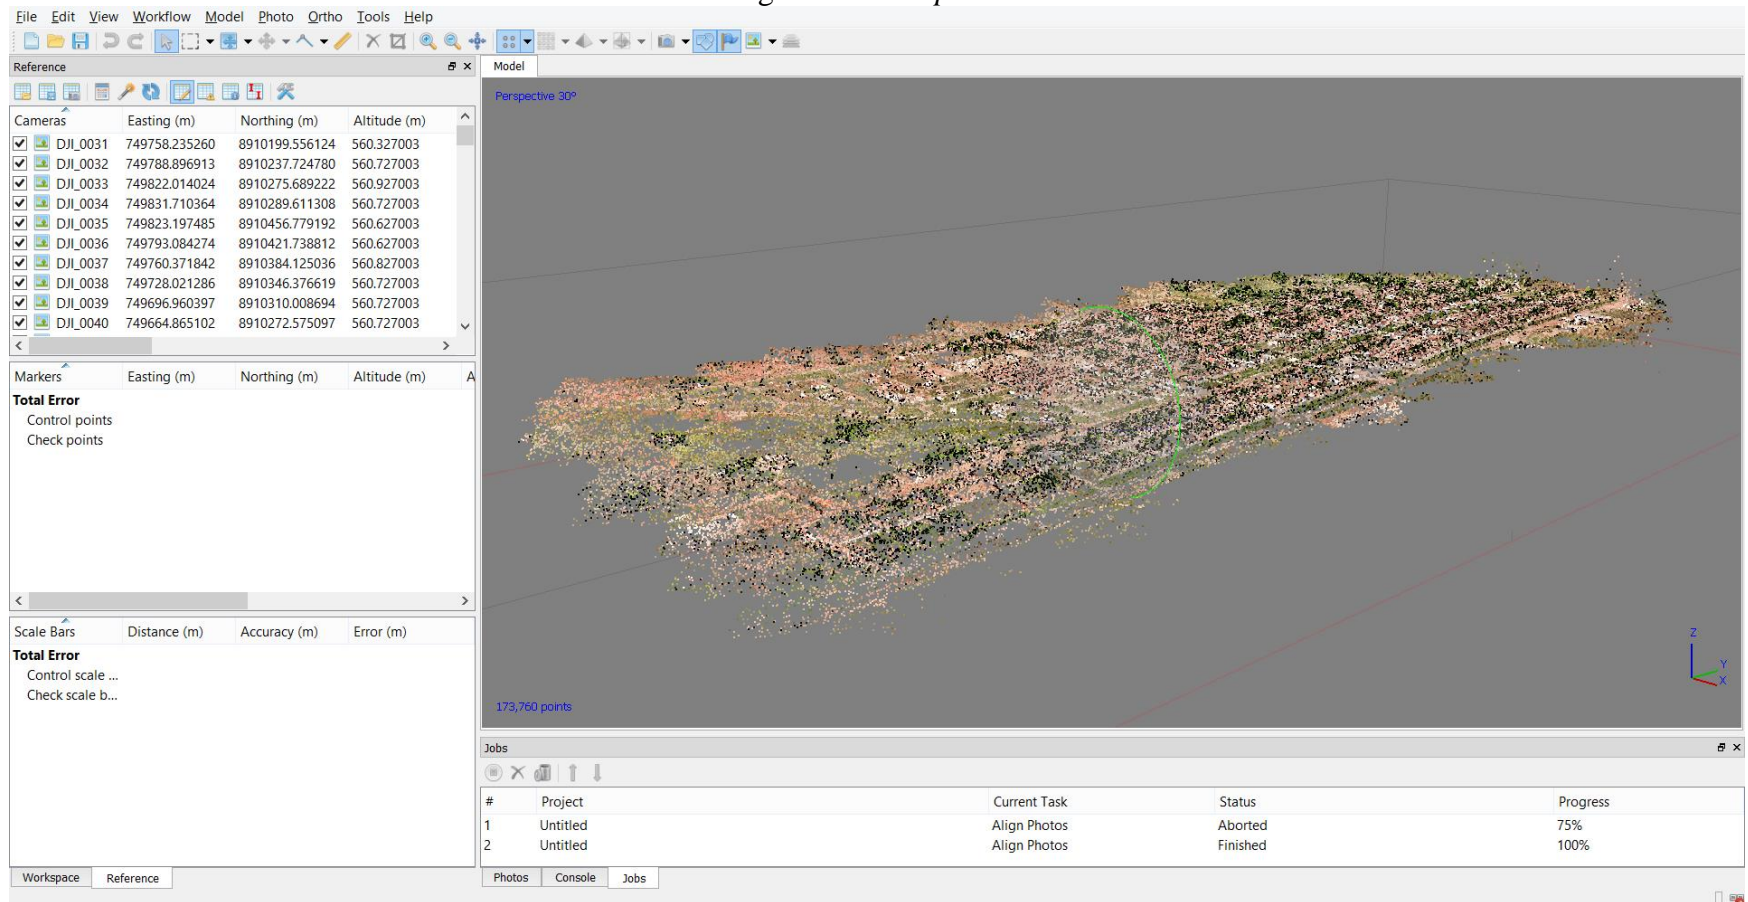 File Edit View Workflow Model Photo Ortho Tools Help
Reference
Cameras Easting (m) Northing (m) Altitude (m)
DJI_0031 749758.235260 8910199.556124 560.327003
DJI_0032 749788.896913 8910237.724780 560.727003
DJI_0033 749822.014024 8910275.689222 560.927003
DJI_0034 749831.710364 8910289.611308 560.727003
DJI_0035 749823.197485 8910456.779192 560.627003
DJI_0036 749793.084274 8910421.738812 560.627003
DJI_0037 749760.371842 8910384.125036 560.827003
DJI_0038 749728.021286 8910346.376619 560.727003
DJI_0039 749696.960397 8910310.008694 560.727003
DJI_0040 749664.865102 8910272.575097 560.727003
Markers Easting (m) Northing (m) Altitude (m) A
Total Error
Control points
Check points
Scale Bars Distance (m) Accuracy (m) Error (m)
Total Error
Control scale ...
Check scale b...
Workspace Reference
Model
Perspective 30°
Z
Y
X
173,760 points
Jobs
# Project Current Task Status Progress
1 Untitled Align Photos Aborted 75%
2 Untitled Align Photos Finished 100%
Photos Console Jobs